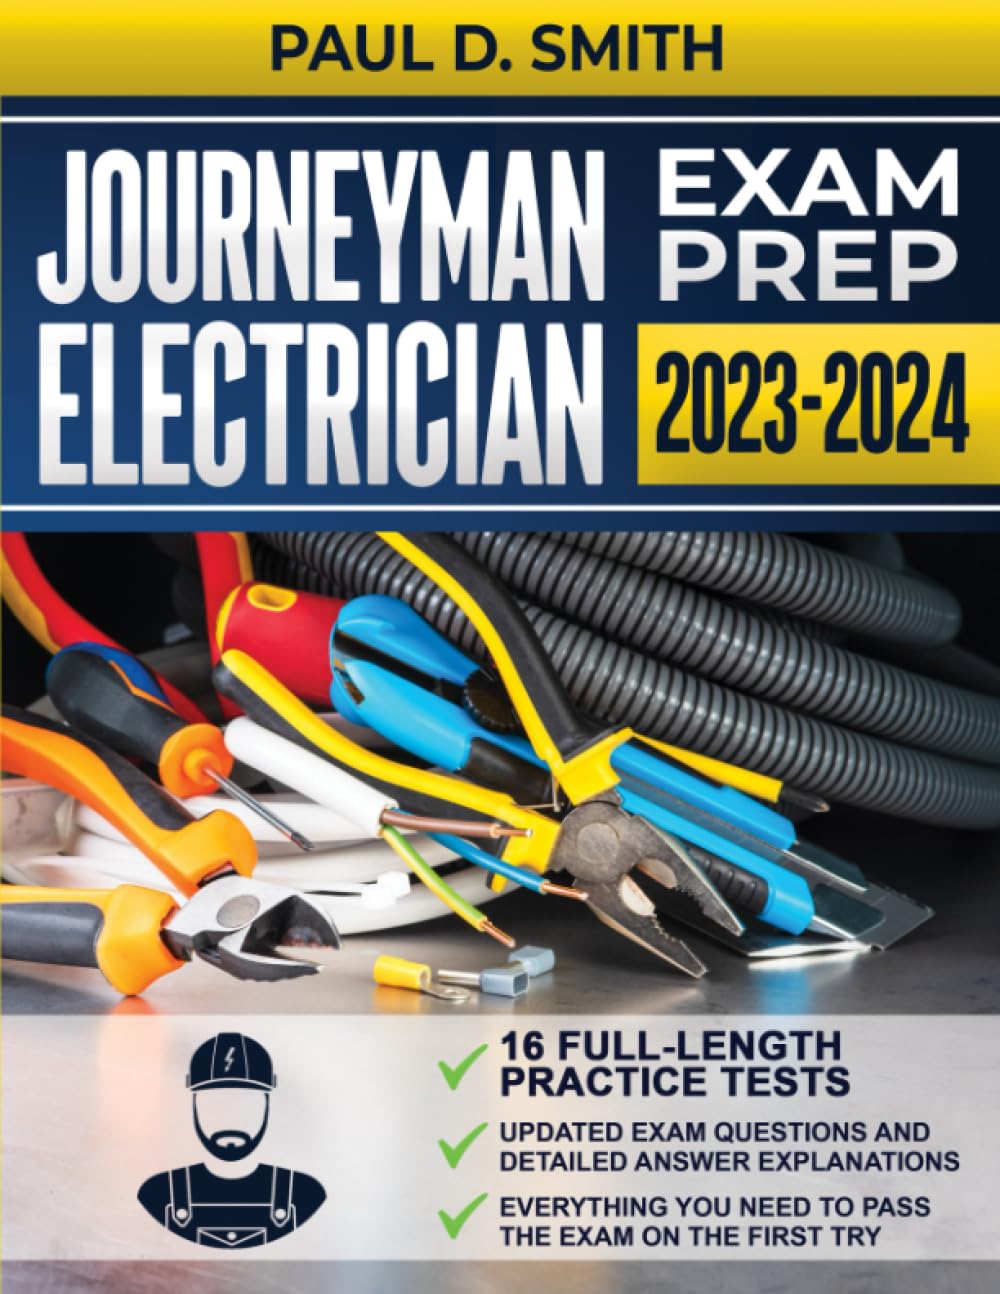 PAUL D. SMITH
JOURNEYMAN
ELECTRICIAN
EXAM
PREP
2023-2024
16 FULL-LENGTH
PRACTICE TESTS
UPDATED EXAM QUESTIONS AND
DETAILED ANSWER EXPLANATIONS
EVERYTHING YOU NEED TO PASS
THE EXAM ON THE FIRST TRY